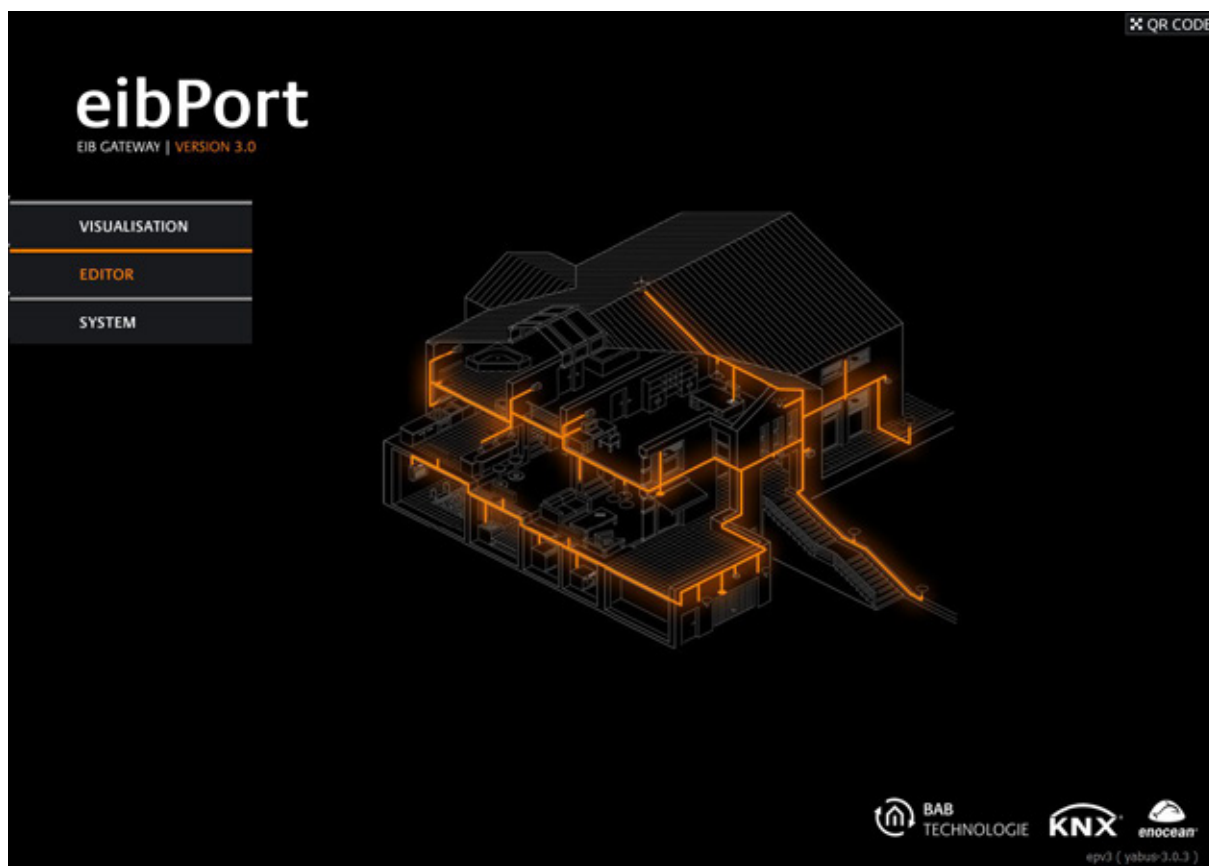 QR CODE
eibPort
EIB GATEWAY | VERSION 3.0
VISUALISATION
EDITOR
SYSTEM
BAB
TECHNOLOGIE
KNX
enocean
epv3 ( yabus-3.0.3 )